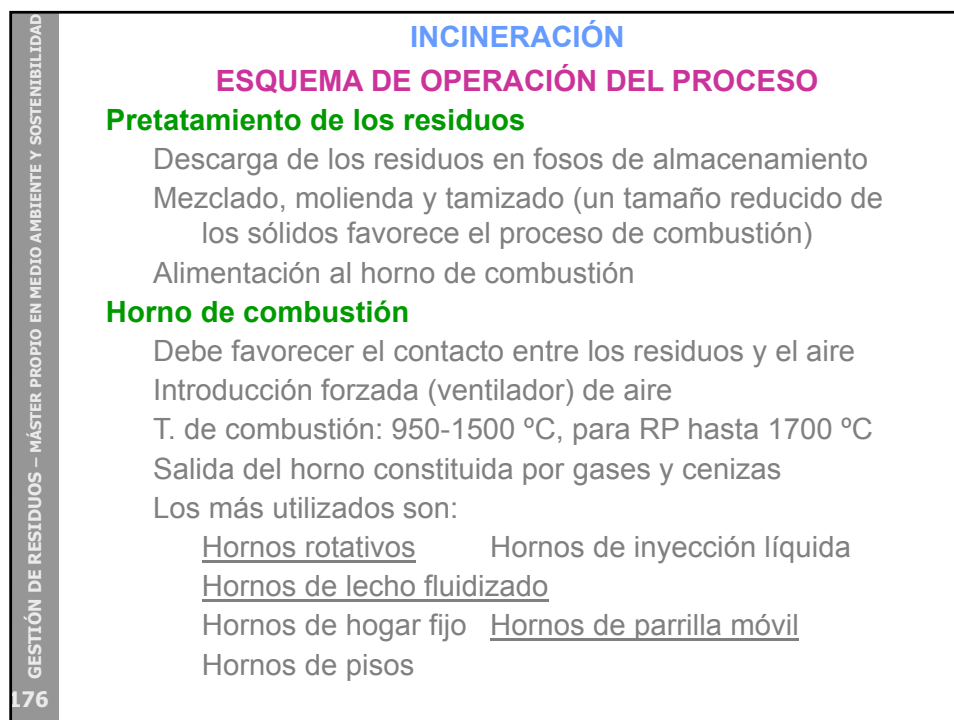 GESTIÓN DE RESIDUOS – MÁSTER PROPIO EN MEDIO AMBIENTE Y SOSTENIBILIDAD
INCINERACIÓN
ESQUEMA DE OPERACIÓN DEL PROCESO
Pretatamiento de los residuos
Descarga de los residuos en fosos de almacenamiento
Mezclado, molienda y tamizado (un tamaño reducido de
los sólidos favorece el proceso de combustión)
Alimentación al horno de combustión
Horno de combustión
Debe favorecer el contacto entre los residuos y el aire
Introducción forzada (ventilador) de aire
T. de combustión: 950-1500 ºC, para RP hasta 1700 ºC
Salida del horno constituida por gases y cenizas
Los más utilizados son:
Hornos rotativos Hornos de inyección líquida
Hornos de lecho fluidizado
Hornos de hogar fijo Hornos de parrilla móvil
Hornos de pisos
176